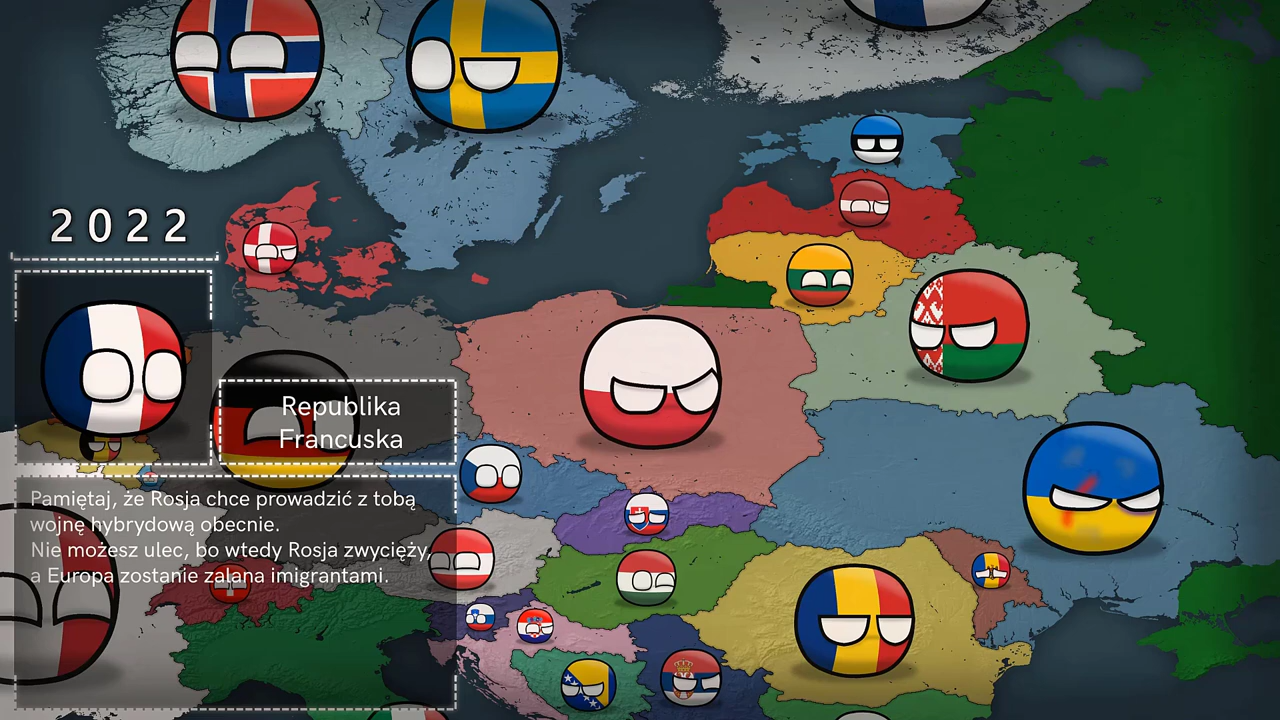 2022
Republika
Francuska
Pamiętaj, że Rosja chce prowadzić z tobą
wojnę hybrydową obecnie.
Nie możesz ulec, bo wtedy Rosja zwycięży,
a Europa zostanie zalana imigrantami.